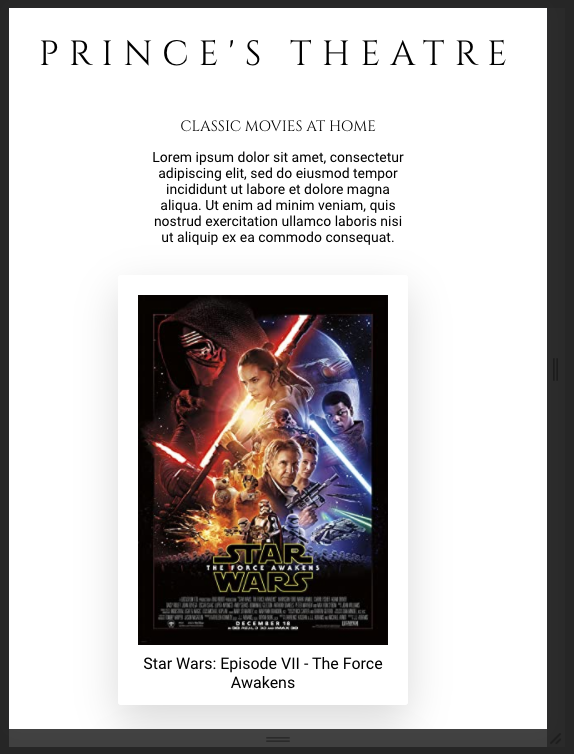 PRINCE'S THEATRE
CLASSIC MOVIES AT HOME
Lorem ipsum dolor sit amet, consectetur
adipiscing elit, sed do eiusmod tempor
incididunt ut labore et dolore magna
aliqua. Ut enim ad minim veniam, quis
nostrud exercitation ullamco laboris nisi
ut aliquip ex ea commodo consequat.
STAR
THE FORCE AWAKENS
WARS
DECEMBER 18
Star Wars: Episode VII - The Force
Awakens